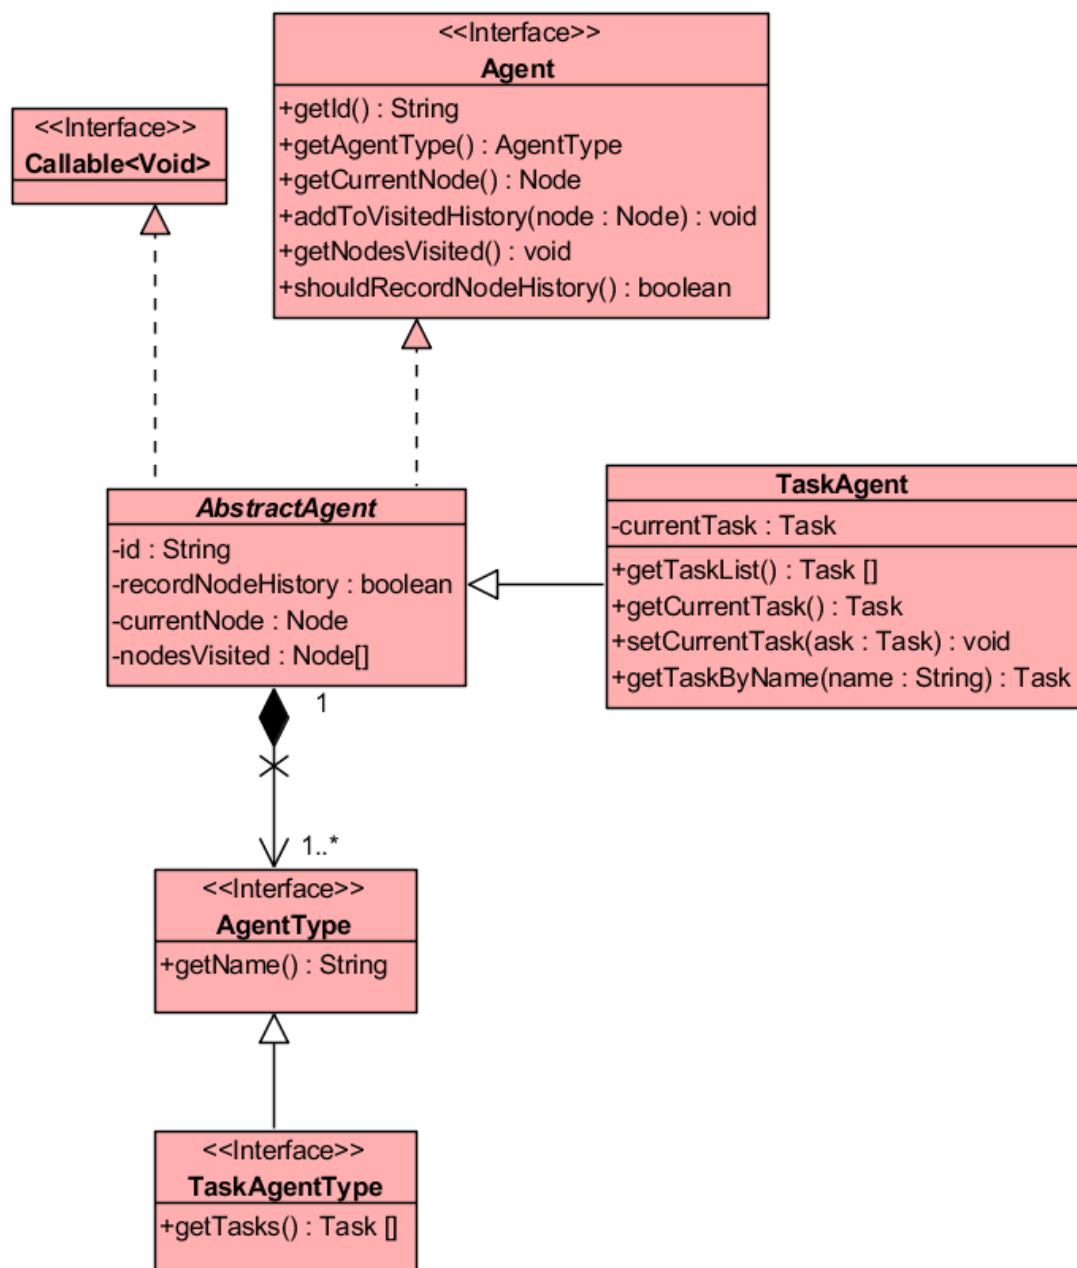 <<Interface>>
Agent
+getId() : String
+getAgentType() : AgentType
+getCurrentNode() : Node
+addToVisitedHistory(node : Node) : void
+getNodesVisited() : void
+shouldRecordNodeHistory() : boolean
<<Interface>>
Callable<Void>
AbstractAgent
-id : String
-recordNodeHistory : boolean
-currentNode : Node
-nodesVisited : Node[]
TaskAgent
-currentTask : Task
+getTaskList() : Task []
+getCurrentTask() : Task
+setCurrentTask(ask : Task) : void
+getTaskByName(name : String) : Task
1
1..*
<<Interface>>
AgentType
+getName() : String
<<Interface>>
TaskAgentType
+getTasks() : Task []